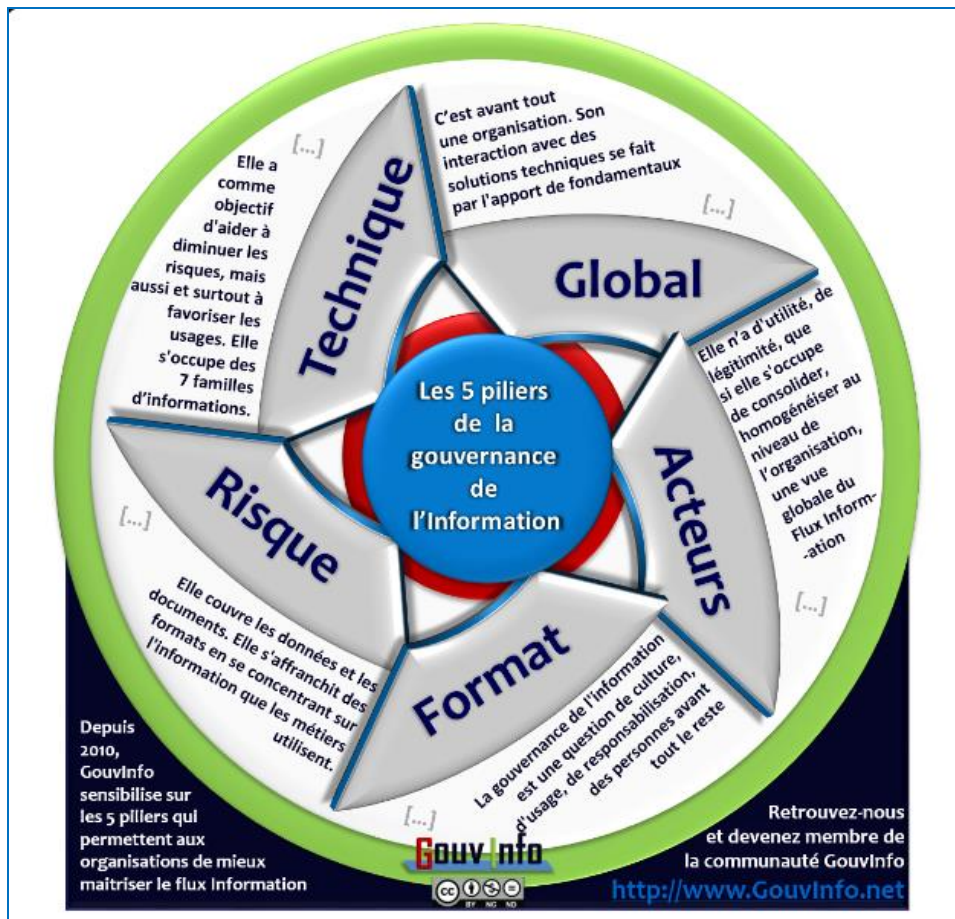 Les 5 piliers
de la
gouvernance
de
l'Information
Technique
C'est avant tout
une organisation. Son
interaction avec des
solutions techniques se fait
par l'apport de fondamentaux
[...]
Global
Elle n'a d'utilité, de
légitimité, que
si elle s'occupe
de consolider,
homogénéiser au
niveau de
l'organisation,
une vue
globale du
Flux Inform-
-ation
[...]
Acteurs
La gouvernance de l'information
est une question de culture,
d'usage, de responsabilisation,
des personnes avant
tout le reste
[...]
Format
Elle couvre les données et les
documents. Elle s'affranchit des
formats en se concentrant sur
l'information que les métiers
utilisent.
[...]
Risque
Elle a
comme
objectif
d'aider à
diminuer les
risques, mais
aussi et surtout à
favoriser les
usages. Elle
s'occupe des
7 familles
d'informations.
[...]
Depuis
2010,
GouvInfo
sensibilise sur
les 5 piliers qui
permettent aux
organisations de mieux
maitriser le flux Information
GouvInfo
cc
BY NC ND
Retrouvez-nous
et devenez membre de
la communauté GouvInfo
http://www.GouvInfo.net